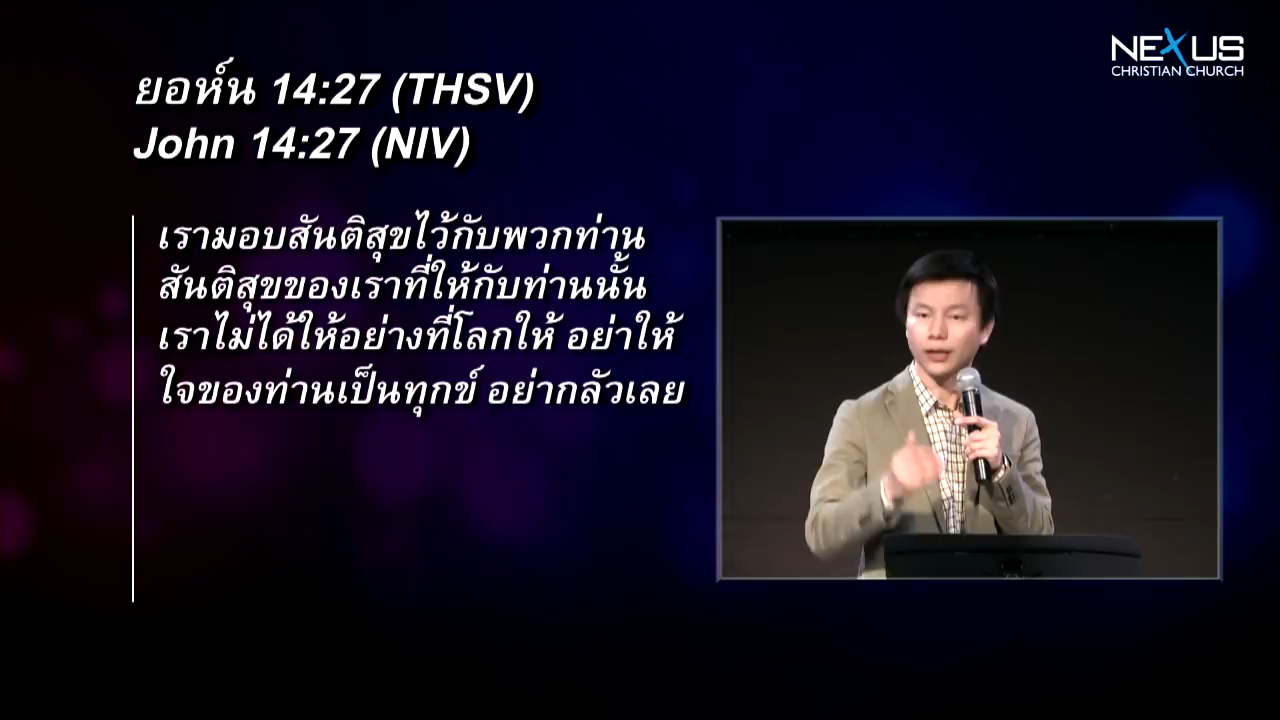 NEXUS
CHRISTIAN CHURCH
ยอห์น 14:27 (THSV)
John 14:27 (NIV)
เรามอบสันติสุขไว้กับพวกท่าน
สันติสุขของเราที่ให้กับท่านนั้น
เราไม่ได้ให้อย่างที่โลกให้ อย่าให้
ใจของท่านเป็นทุกข์ อย่ากลัวเลย